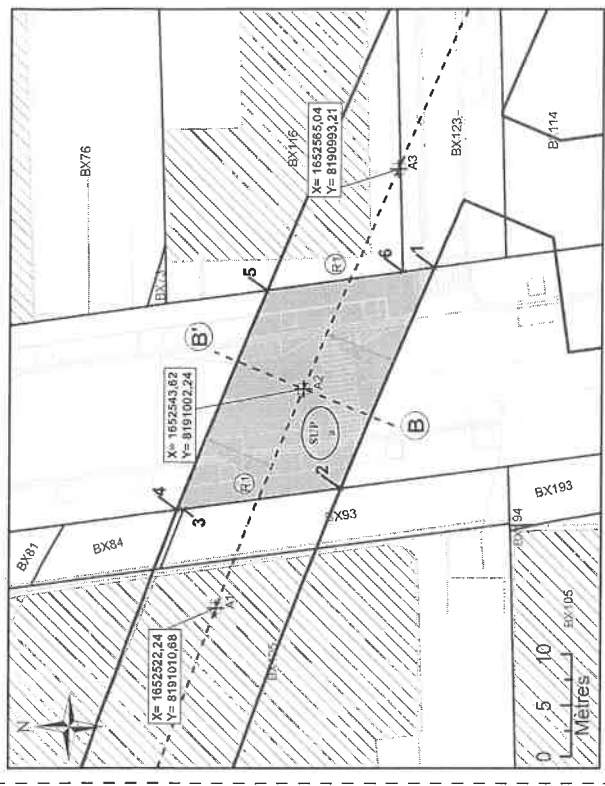 N
BX76
BX81
BX84
BX116
B'
X= 1652543,62
Y= 8191002,24
X= 1652565,04
Y= 8190993,21
4
5
3
R1
R1
A2
A3
6
1
BX123
BX114
SUP
2
B
X= 1652522,24
Y= 8191010,68
A1
BX93
BX193
BX194
BX105
0 5 10
Mètres